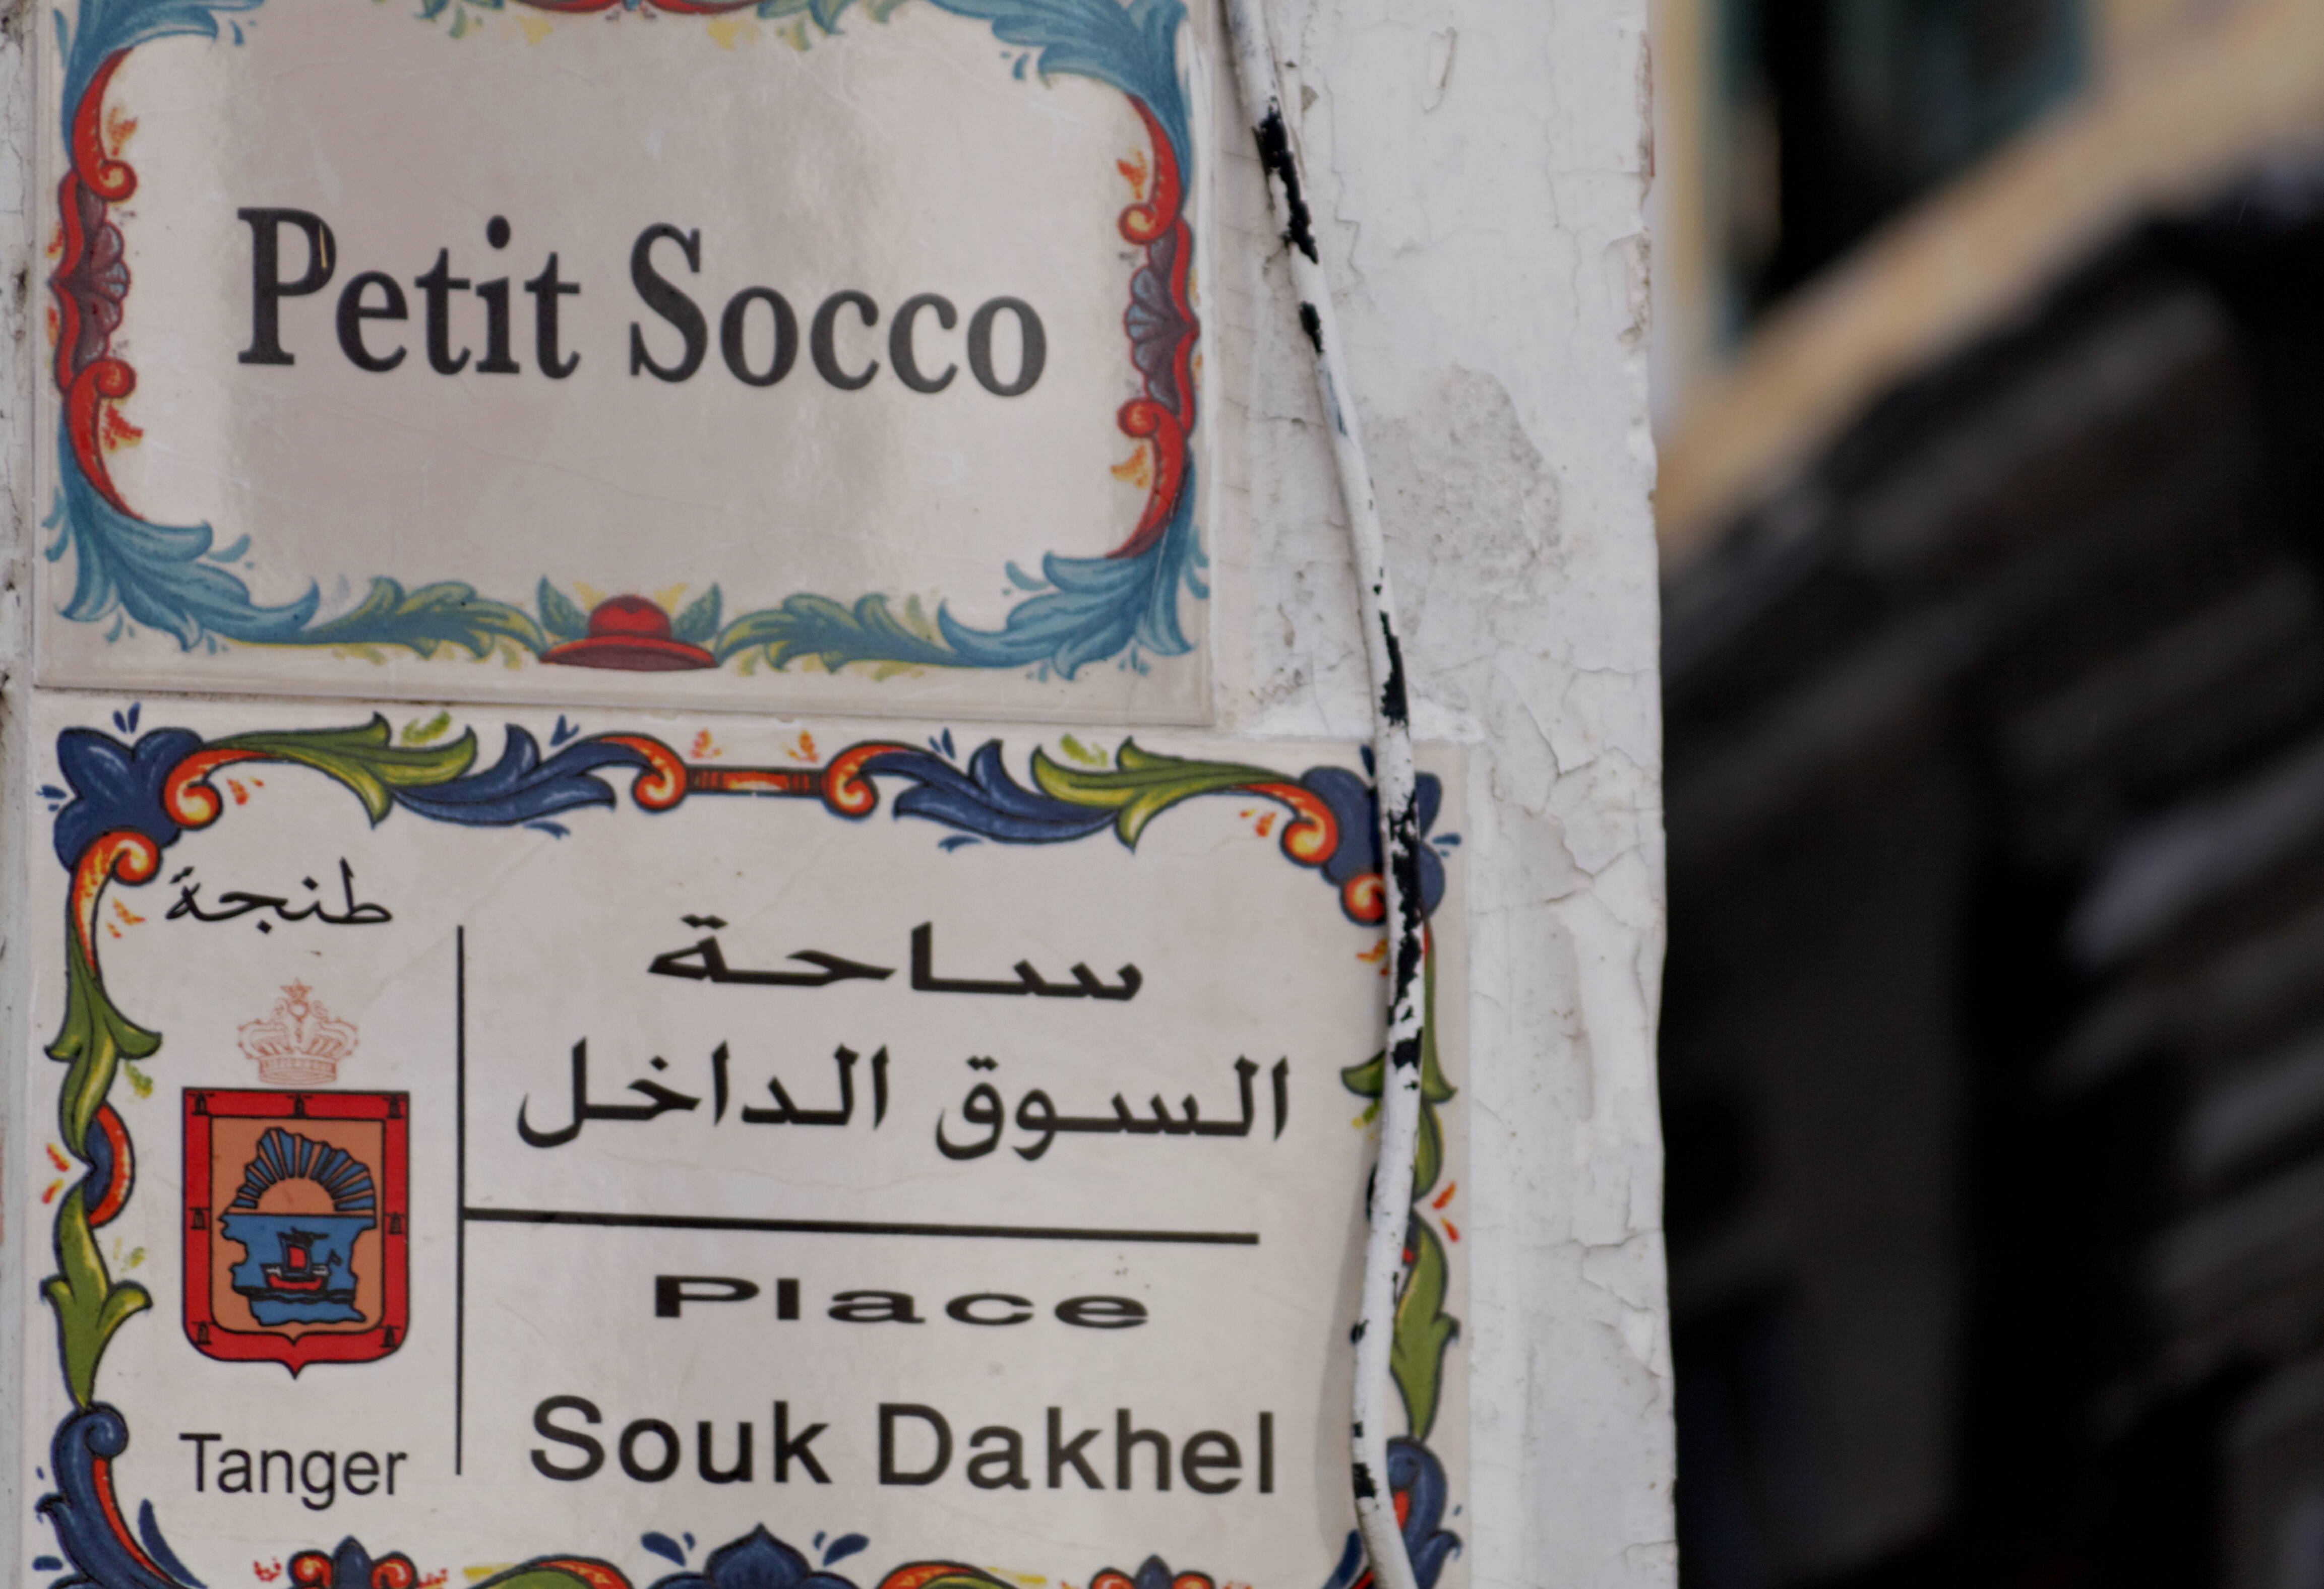 Petit Socco
طنجة
ساحة
السوق الداخل
Place
Souk Dakhel
Tanger